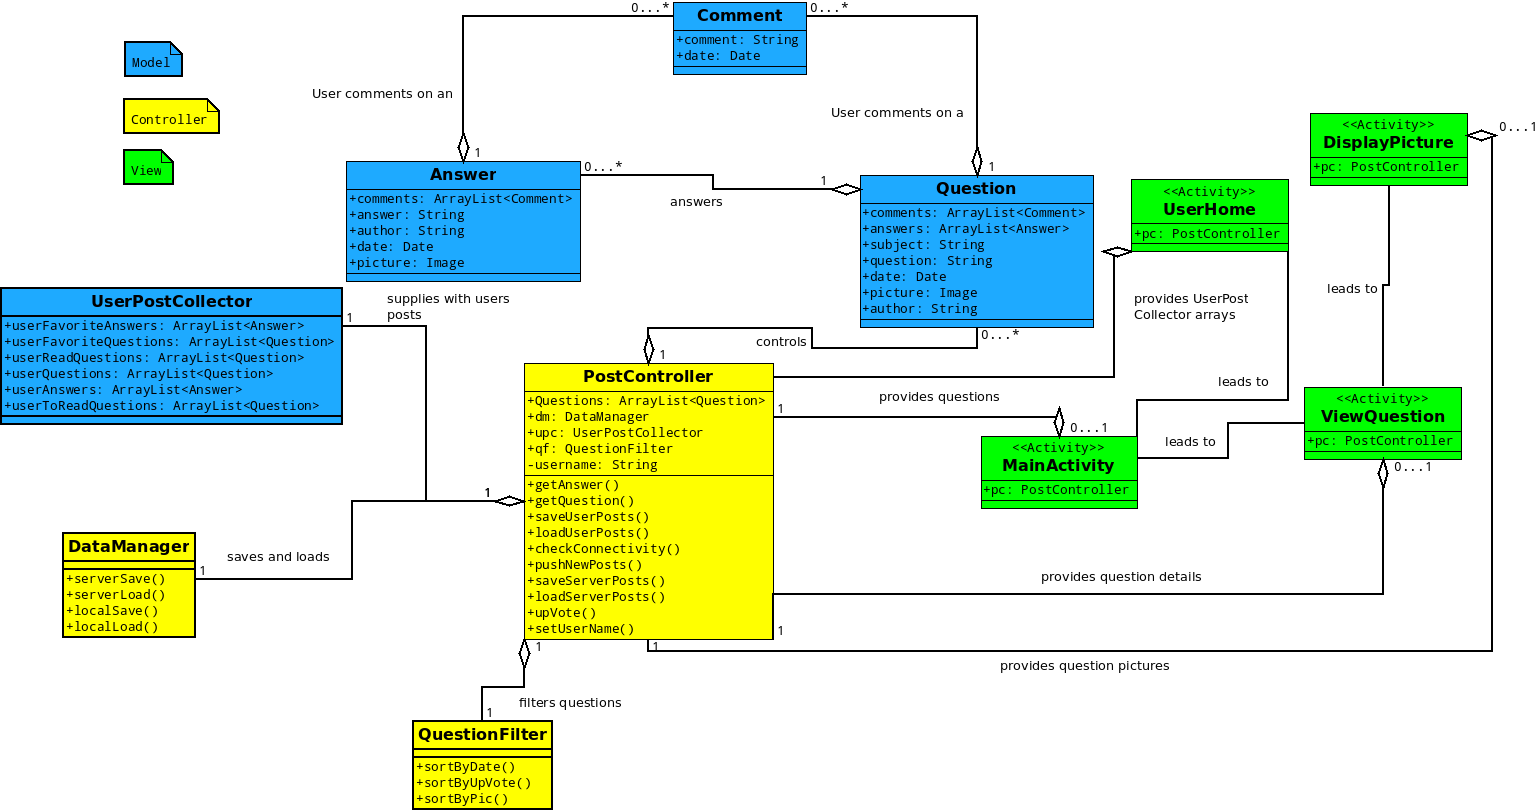 0...*
Comment
0...*
+comment: String
+date: Date
Model
Controller
View
User comments on an
User comments on a
1
1
<<Activity>>
DisplayPicture
+pc: PostController
0...1
Answer
+comments: ArrayList<Comment>
+answer: String
+author: String
+date: Date
+picture: Image
0...*
answers
1
Question
+comments: ArrayList<Comment>
+answers: ArrayList<Answer>
+subject: String
+question: String
+date: Date
+picture: Image
+author: String
0...*
<<Activity>>
UserHome
+pc: PostController
UserPostCollector
+userFavoriteAnswers: ArrayList<Answer>
+userFavoriteQuestions: ArrayList<Question>
+userReadQuestions: ArrayList<Question>
+userQuestions: ArrayList<Question>
+userAnswers: ArrayList<Answer>
+userToReadQuestions: ArrayList<Question>
1
supplies with users
posts
provides UserPost
Collector arrays
leads to
controls
1
PostController
+Questions: ArrayList<Question>
+dm: DataManager
+upc: UserPostCollector
+qf: QuestionFilter
-username: String
+getAnswer()
+getQuestion()
+saveUserPosts()
+loadUserPosts()
+checkConnectivity()
+pushNewPosts()
+saveServerPosts()
+loadServerPosts()
+upVote()
+setUserName()
1
provides questions
0...1
leads to
<<Activity>>
MainActivity
+pc: PostController
leads to
<<Activity>>
ViewQuestion
+pc: PostController
0...1
1
DataManager
+serverSave()
+serverLoad()
+localSave()
+localLoad()
1
saves and loads
provides question details
1
1
1
provides question pictures
filters questions
1
QuestionFilter
+sortByDate()
+sortByUpVote()
+sortByPic()